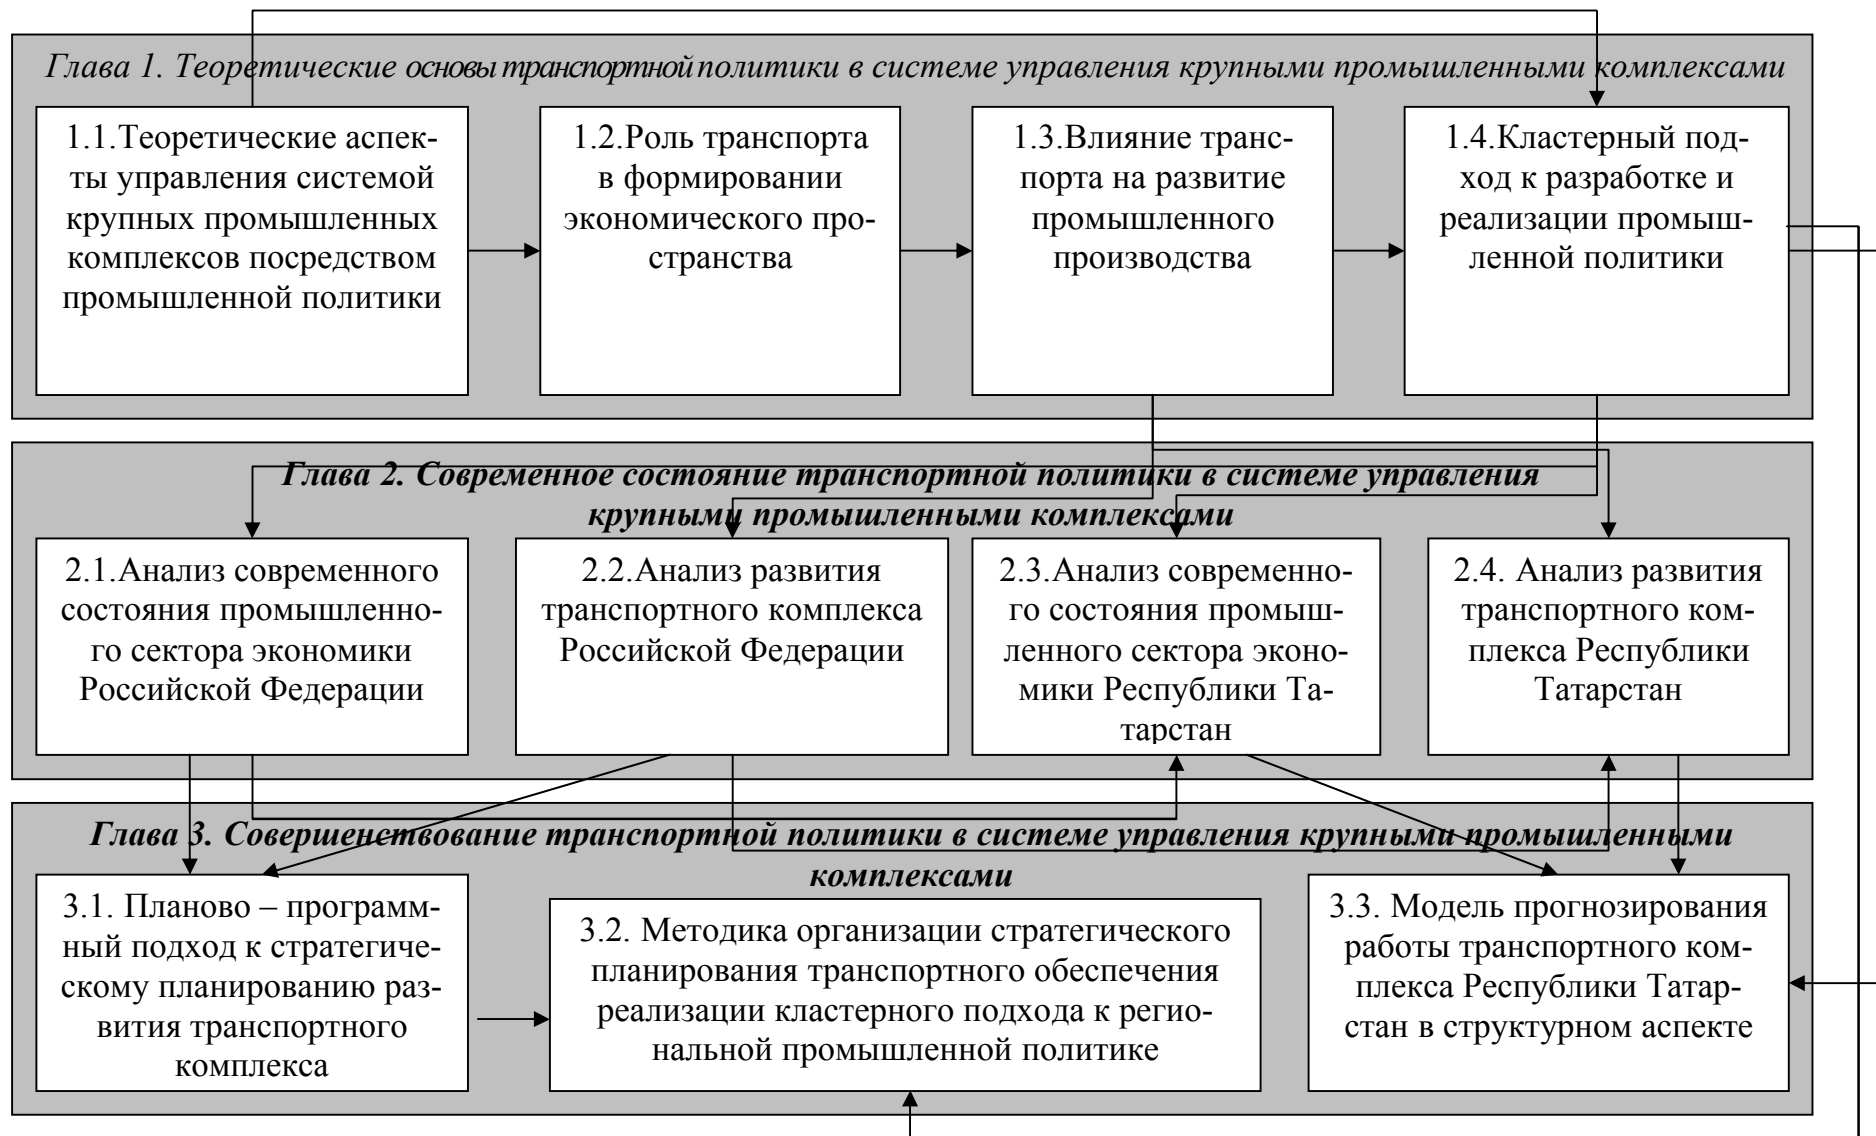 Глава 1. Теоретические основы транспортной политики в системе управления крупными промышленными комплексами
1.1.Теоретические аспек-
ты управления системой
крупных промышленных
комплексов посредством
промышленной политики
1.2.Роль транспорта
в формировании
экономического про-
странства
1.3.Влияние транс-
порта на развитие
промышленного
производства
1.4.Кластерный под-
ход к разработке и
реализации промыш-
ленной политики
Глава 2. Современное состояние транспортной политики в системе управления
крупными промышленными комплексами
2.1.Анализ современного
состояния промышленно-
го сектора экономики
Российской Федерации
2.2.Анализ развития
транспортного комплекса
Российской Федерации
2.3.Анализ современно-
го состояния промыш-
ленного сектора эконо-
мики Республики Та-
тарстан
2.4. Анализ развития
транспортного ком-
плекса Республики
Татарстан
Глава 3. Совершенствование транспортной политики в системе управления крупными промышленными
комплексами
3.1. Планово – программ-
ный подход к стратегиче-
скому планированию раз-
вития транспортного
комплекса
3.2. Методика организации стратегического
планирования транспортного обеспечения
реализации кластерного подхода к регио-
нальной промышленной политике
3.3. Модель прогнозирования
работы транспортного ком-
плекса Республики Татар-
стан в структурном аспекте